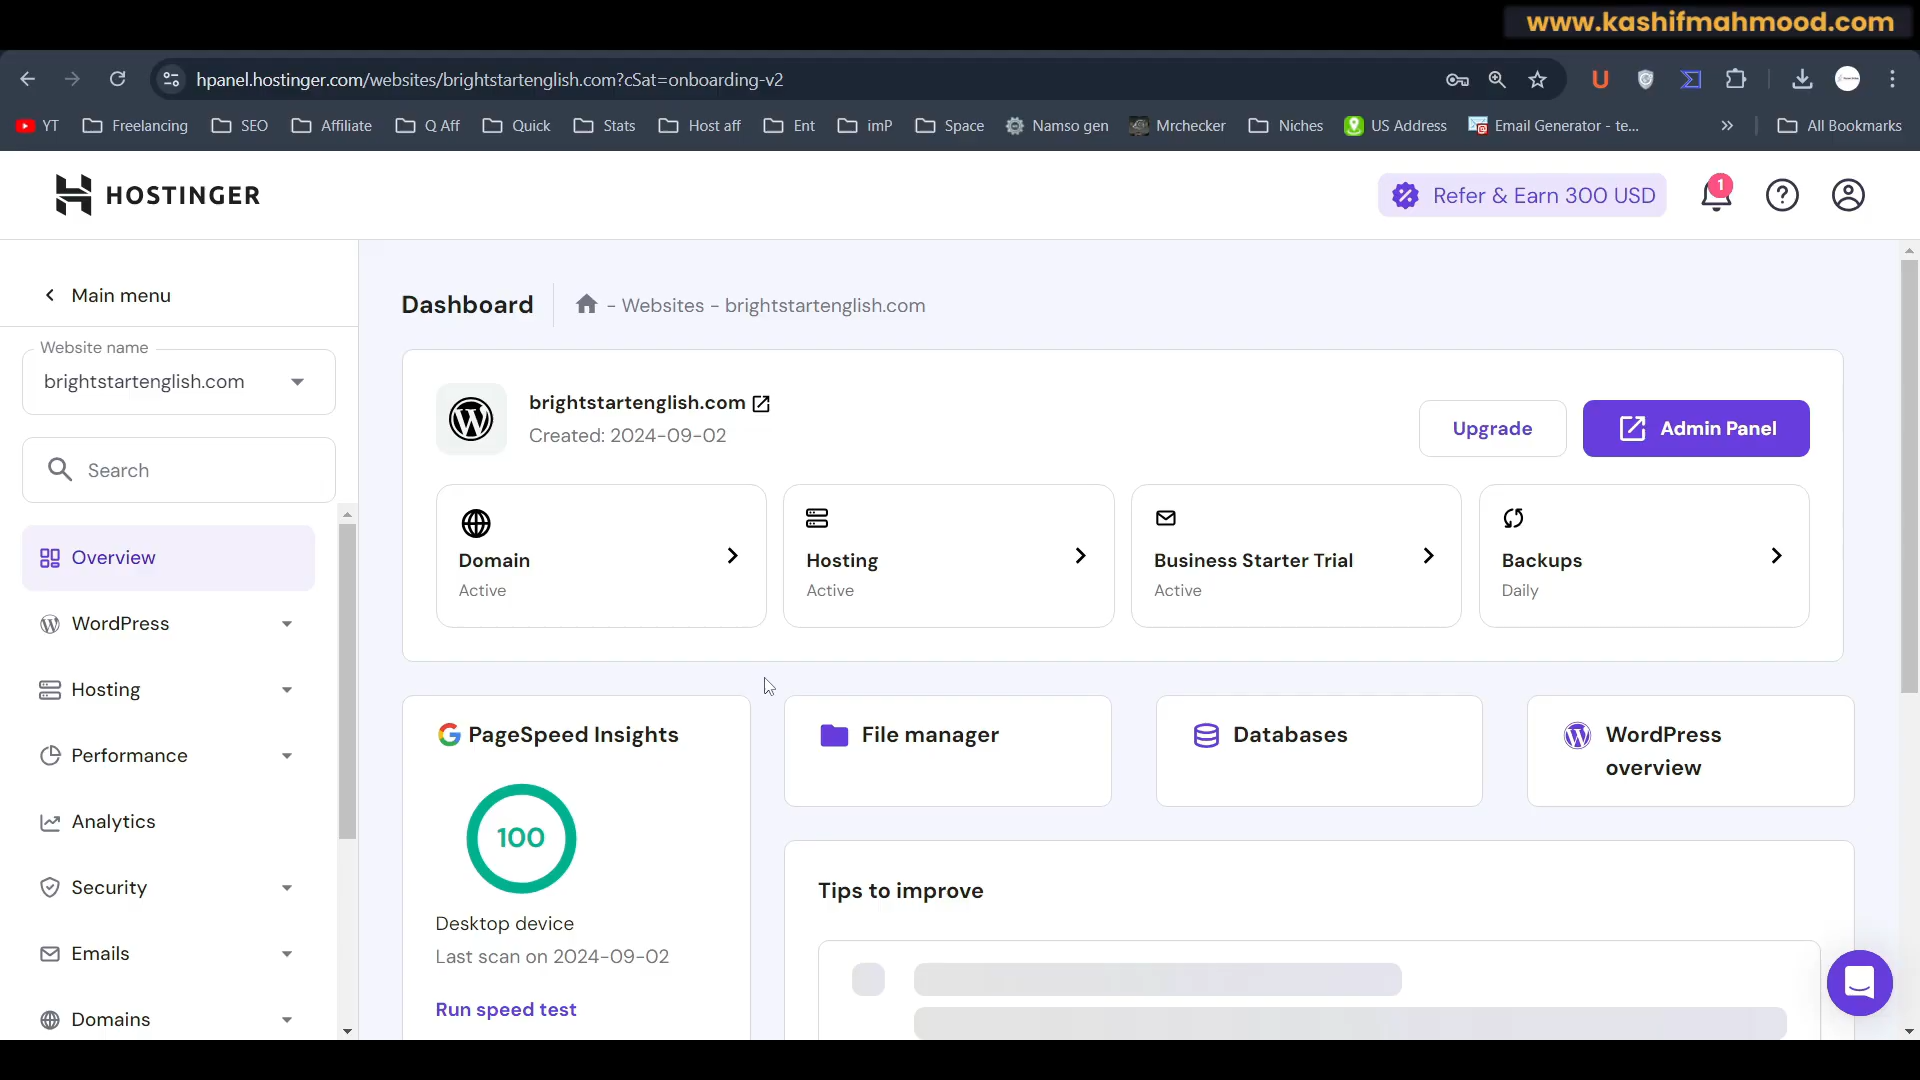 www.kashifmahmood.com
hpanel.hostinger.com/websites/brightstartenglish.com?cSat=onboarding-v2
YT Freelancing SEO Affiliate Q Aff Quick Stats Host aff Ent imP Space Namso gen Mrchecker Niches US Address Email Generator - te... All Bookmarks
HOSTINGER
Refer & Earn 300 USD
1
Main menu
Website name
brightstartenglish.com
Search
Overview
WordPress
Hosting
Performance
Analytics
Security
Emails
Domains
Dashboard
- Websites - brightstartenglish.com
brightstartenglish.com
Created: 2024-09-02
Upgrade
Admin Panel
Domain
Active
Hosting
Active
Business Starter Trial
Active
Backups
Daily
PageSpeed Insights
100
Desktop device
Last scan on 2024-09-02
Run speed test
File manager
Databases
WordPress
overview
Tips to improve